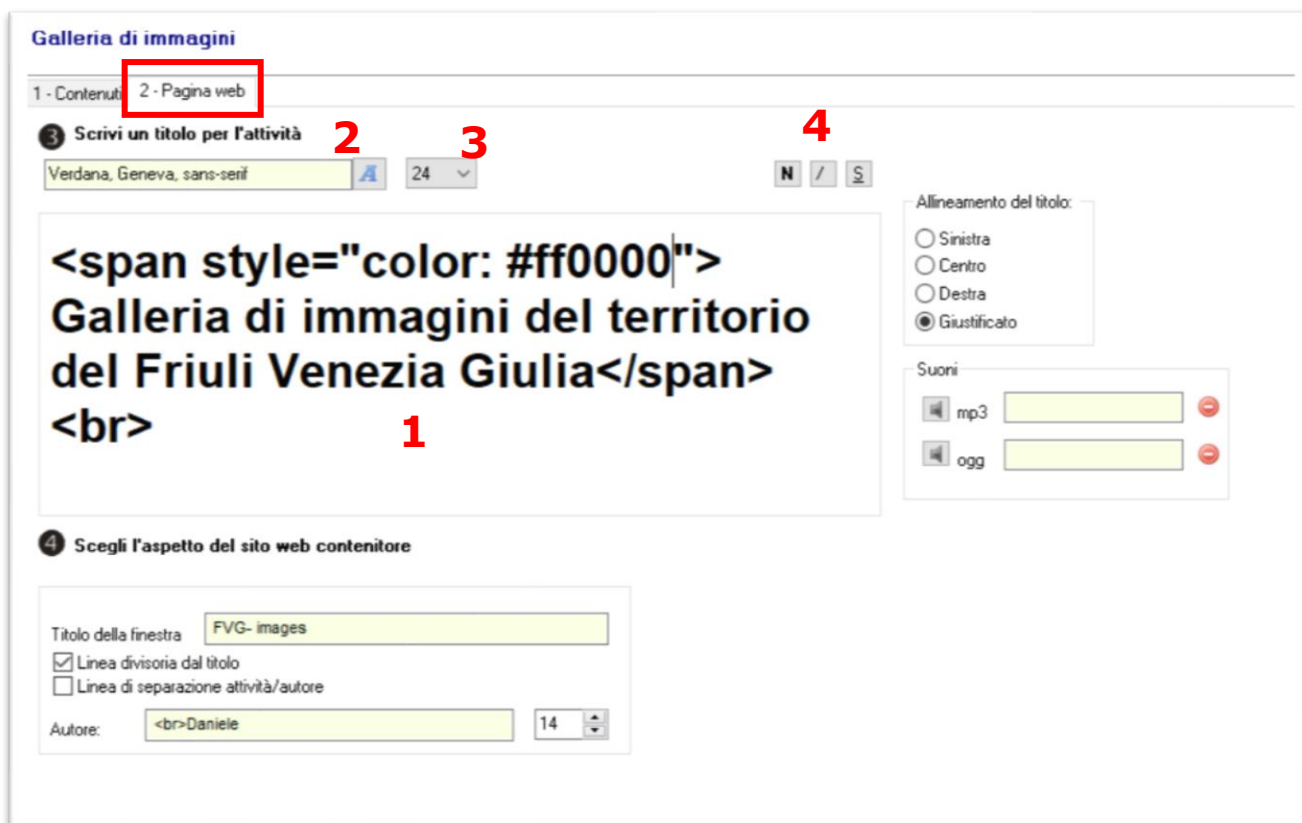 Galleria di immagini
1 - Contenuti 2 - Pagina web
3 Scrivi un titolo per l'attività
2 3 4
Verdana, Geneva, sans-serif A 24 N / S
<span style="color: #ff0000">
Galleria di immagini del territorio
del Friuli Venezia Giulia</span>
<br>
1
Allineamento del titolo:
Sinistra
Centro
Destra
Giustificato
Suoni
mp3
ogg
4 Scegli l'aspetto del sito web contenitore
Titolo della finestra FVG- images
Linea divisoria dal titolo
Linea di separazione attività/autore
Autore: <br>Daniele 14